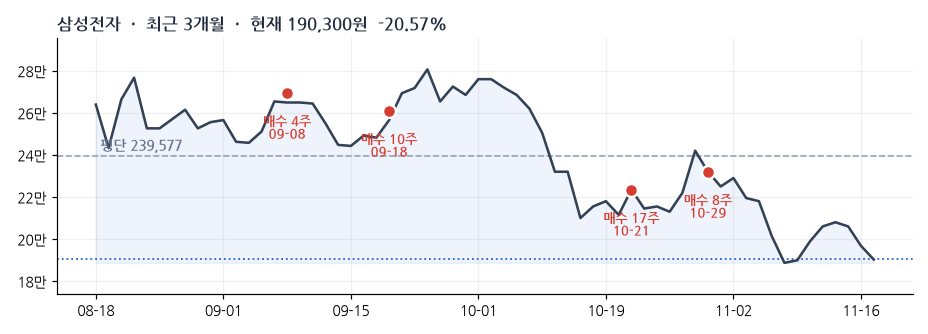 삼성전자 · 최근 3개월 · 현재 190,300원 -20.57%
28만
26만
24만
22만
20만
18만
평단 239,577
매수 4주
09-08
매수 10주
09-18
매수 17주
10-21
매수 8주
10-29
08-18
09-01
09-15
10-01
10-19
11-02
11-16